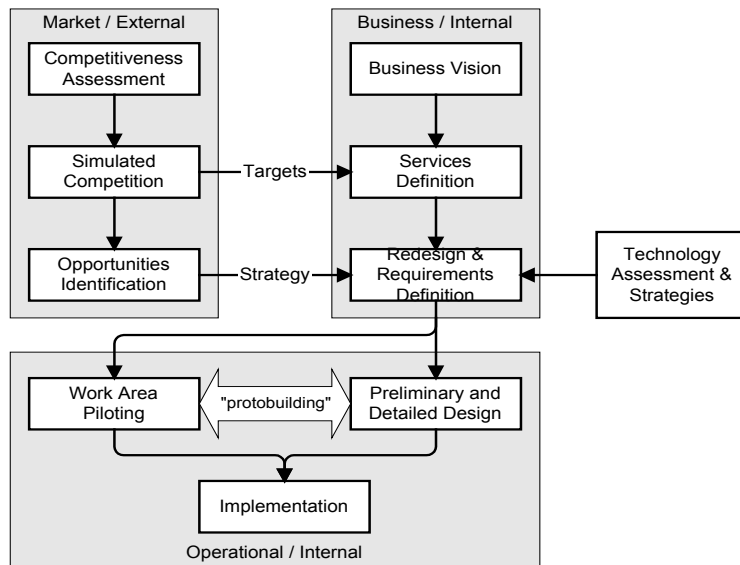 Market / External
Competitiveness
Assessment
Simulated
Competition
Opportunities
Identification
Targets
Strategy
Business / Internal
Business Vision
Services
Definition
Redesign &
Requirements
Definition
Technology
Assessment &
Strategies
Work Area
Piloting
"protobuilding"
Preliminary and
Detailed Design
Implementation
Operational / Internal